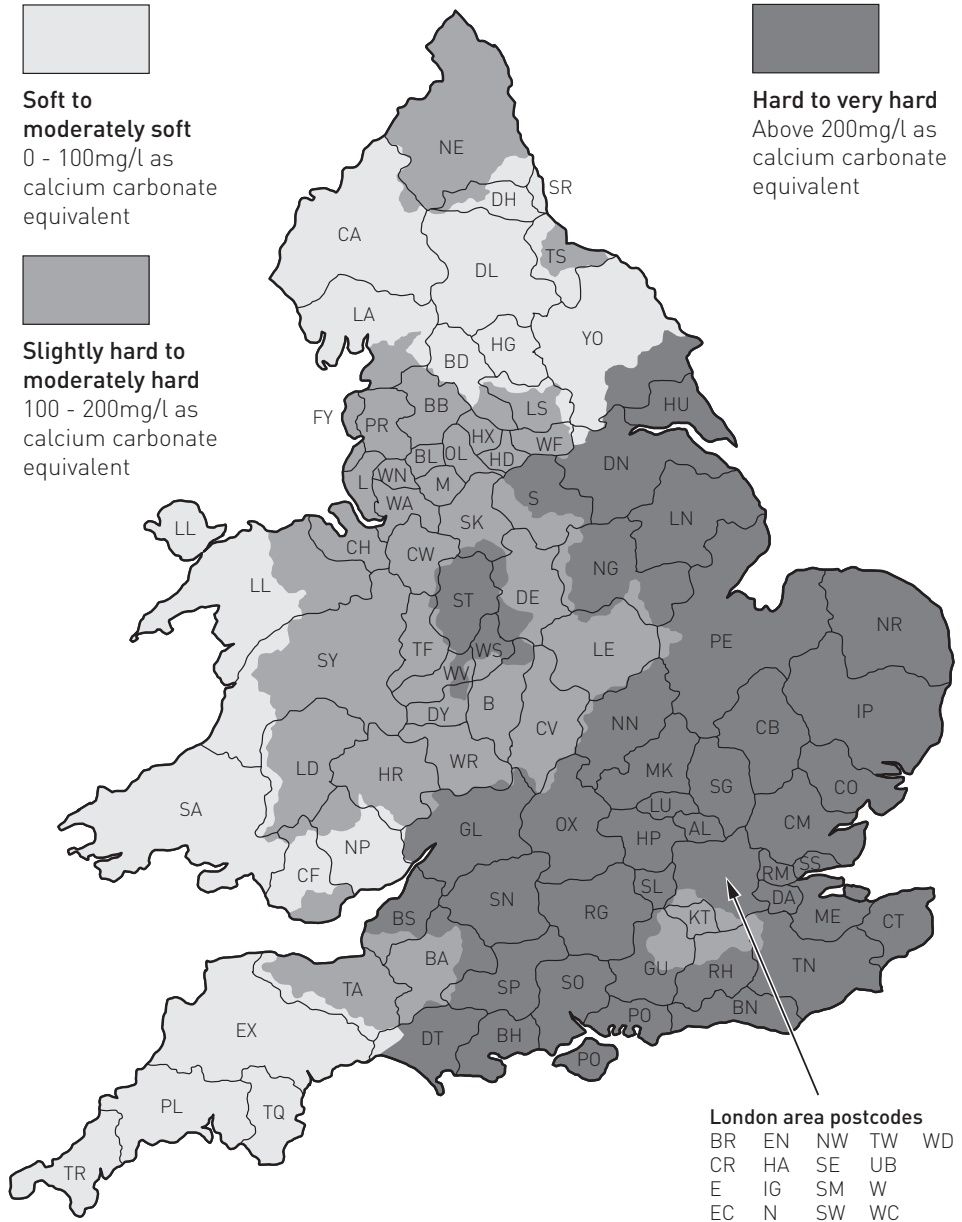 Soft to
moderately soft
0 - 100mg/l as
calcium carbonate
equivalent
Slightly hard to
moderately hard
100 - 200mg/l as
calcium carbonate
equivalent
Hard to very hard
Above 200mg/l as
calcium carbonate
equivalent
NE
SR
DH
CA
TS
DL
LA
YO
HG
BD
HU
BB
LS
FY
PR
HX
WF
BL
OL
HD
DN
WN
L
M
S
WA
LN
SK
LL
CH
CW
NG
LL
ST
DE
NR
PE
WS
LE
TF
SY
WV
B
IP
DY
NN
CV
CB
WR
LD
HR
MK
SG
CO
SA
LU
CM
GL
OX
AL
HP
NP
SS
CF
RM
SL
DA
SN
RG
BS
KT
ME
CT
BA
TN
GU
RH
SP
SO
TA
BN
PO
EX
DT
BH
PO
PL
TQ
TR
London area postcodes
BR EN NW TW WD
CR HA SE UB
E IG SM W
EC N SW WC